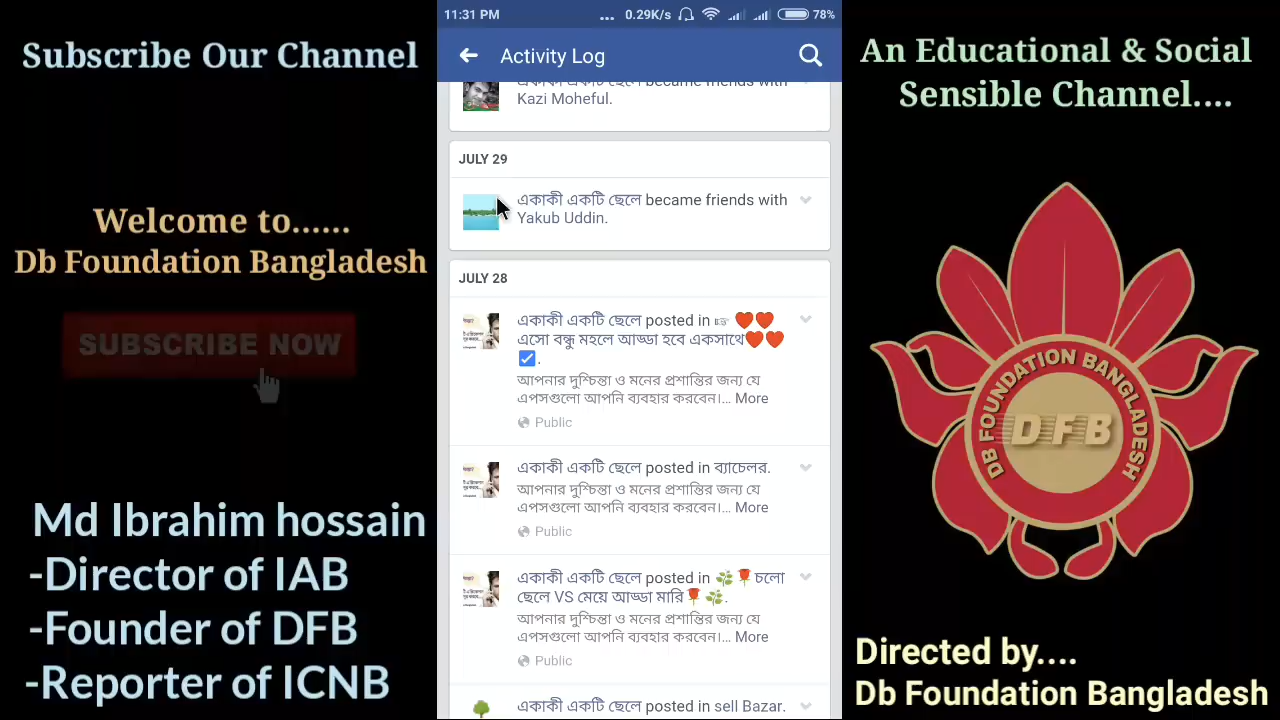 Subscribe Our Channel
Welcome to......
Db Foundation Bangladesh
SUBSCRIBE NOW
Md Ibrahim hossain
-Director of IAB
-Founder of DFB
-Reporter of ICNB
11:31 PM
... 0.29K/s 78%
Activity Log
একাকী একটি ছেলে became friends with
Kazi Moheful.
JULY 29
একাকী একটি ছেলে became friends with
Yakub Uddin.
JULY 28
একাকী একটি ছেলে posted in ☞ ❤️❤️
এসো বন্ধু মহলে আড্ডা হবে একসাথে❤️❤️
☑️.
আপনার দুশ্চিন্তা ও মনের প্রশান্তির জন্য যে
এপসগুলো আপনি ব্যবহার করবেন।... More
Public
একাকী একটি ছেলে posted in ব্যাচেলর.
আপনার দুশ্চিন্তা ও মনের প্রশান্তির জন্য যে
এপসগুলো আপনি ব্যবহার করবেন।... More
Public
একাকী একটি ছেলে posted in 🌿🌹চলো
ছেলে VS মেয়ে আড্ডা মারি🌹🌿.
আপনার দুশ্চিন্তা ও মনের প্রশান্তির জন্য যে
এপসগুলো আপনি ব্যবহার করবেন।... More
Public
একাকী একটি ছেলে posted in sell Bazar.
An Educational & Social
Sensible Channel....
DB FOUNDATION BANGLADESH
DFB
Directed by....
Db Foundation Bangladesh